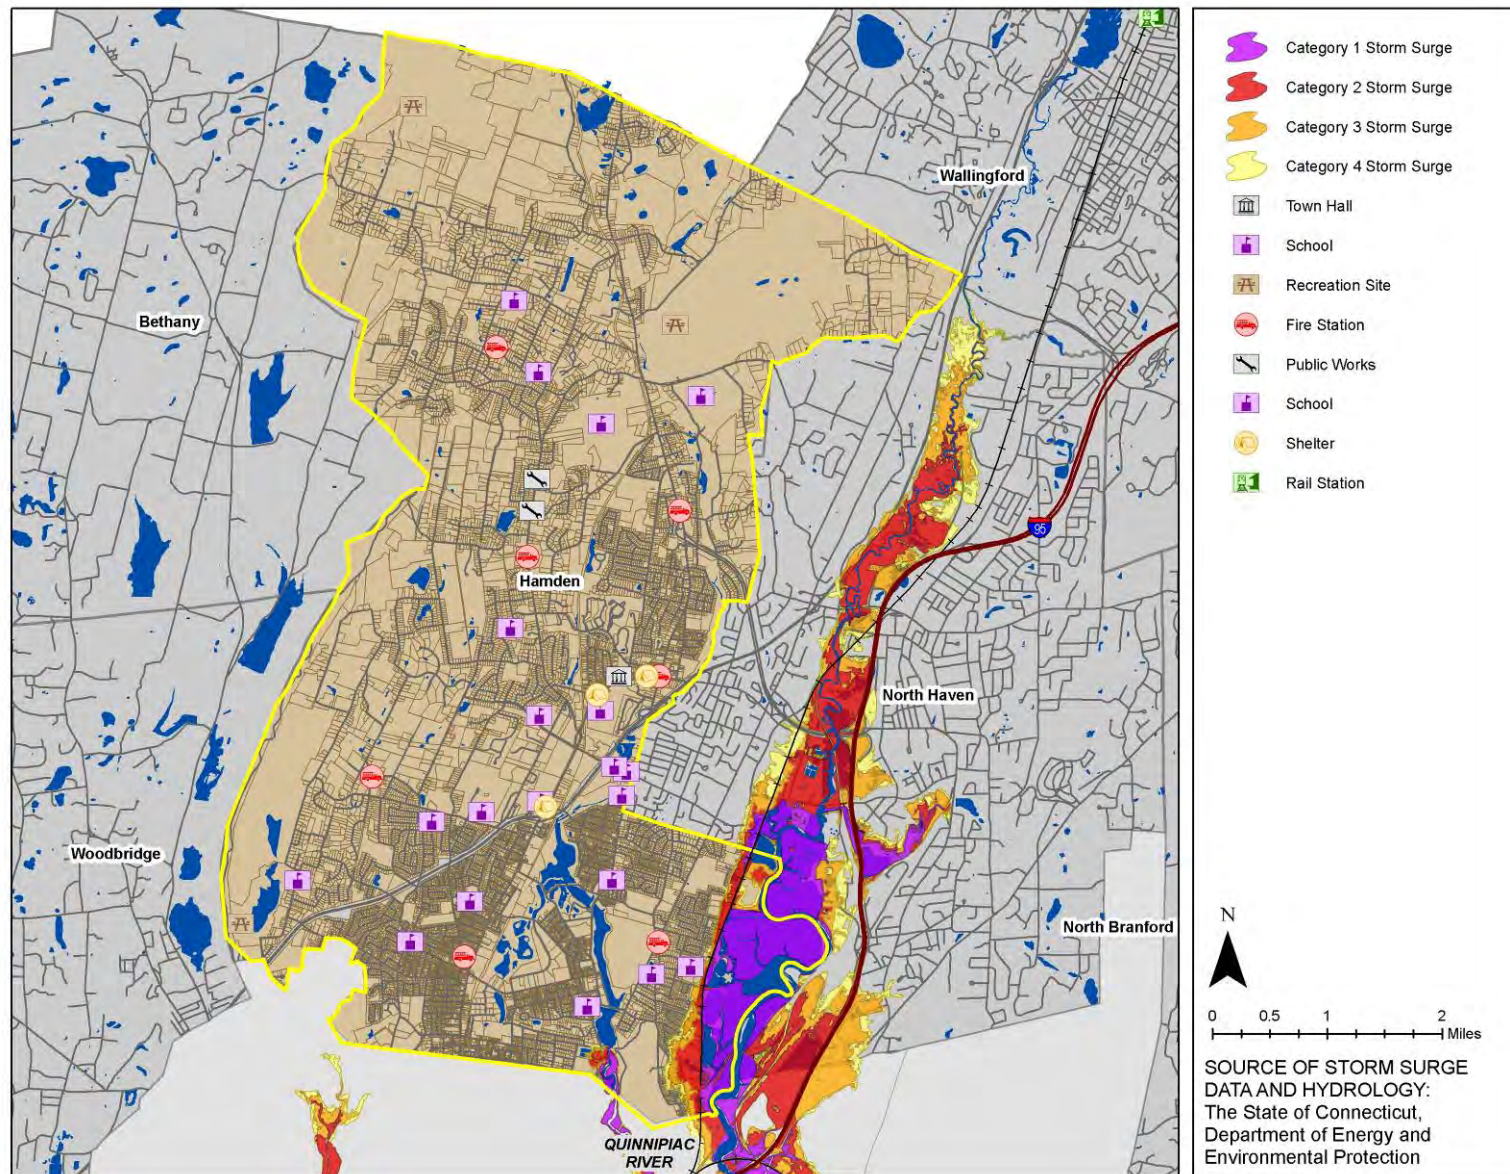 Wallingford
Bethany
95
Hamden
North Haven
Woodbridge
North Branford
QUINNIPIAC
RIVER
Category 1 Storm Surge
Category 2 Storm Surge
Category 3 Storm Surge
Category 4 Storm Surge
Town Hall
School
Recreation Site
Fire Station
Public Works
School
Shelter
Rail Station
N
0 0.5 1 2
Miles
SOURCE OF STORM SURGE
DATA AND HYDROLOGY:
The State of Connecticut,
Department of Energy and
Environmental Protection